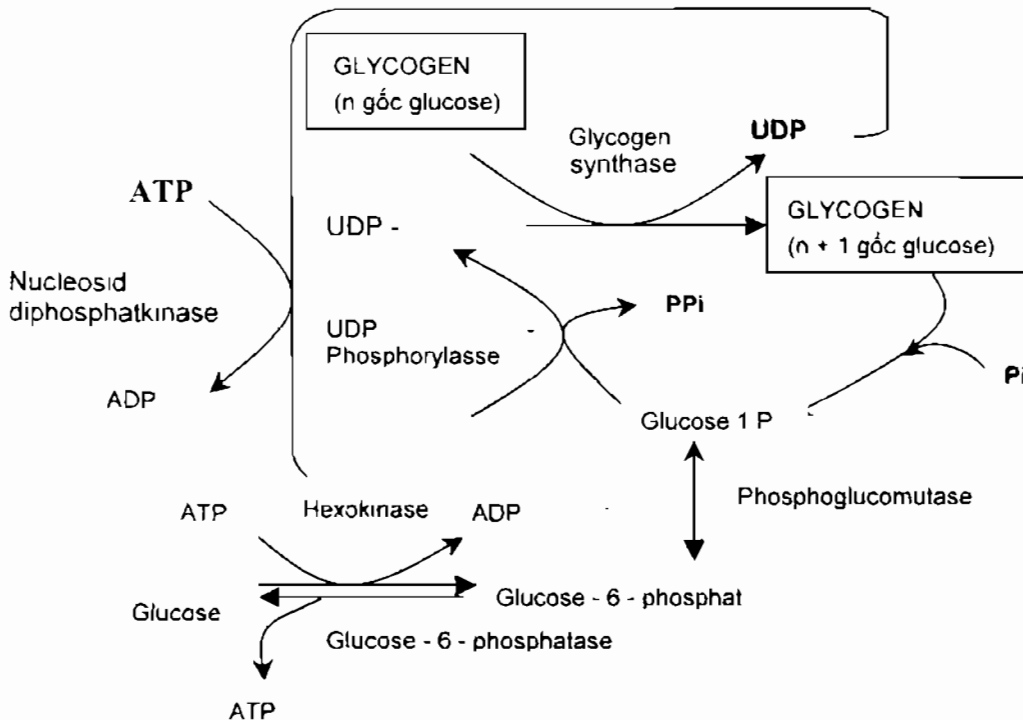 GLYCOGEN
(n gốc glucose)
Glycogen
synthase
UDP
ATP
UDP -
GLYCOGEN
(n + 1 gốc glucose)
Nucleosid
diphosphatkinase
PPi
UDP
Phosphorylasse
Pi
ADP
Glucose 1 P
Phosphoglucomutase
ATP
Hexokinase
ADP
Glucose
Glucose - 6 - phosphat
Glucose - 6 - phosphatase
ATP